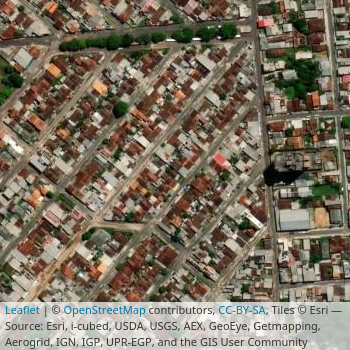 Leaflet | © OpenStreetMap contributors, CC-BY-SA, Tiles © Esri —
Source: Esri, i-cubed, USDA, USGS, AEX, GeoEye, Getmapping,
Aerogrid, IGN, IGP, UPR-EGP, and the GIS User Community